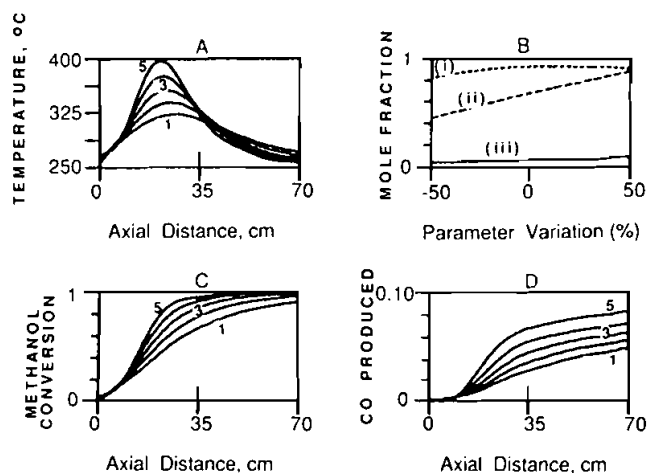 A
TEMPERATURE, °C
400
325
250
5
3
1
0
35
70
Axial Distance, cm
B
MOLE FRACTION
1
0
(i)
(ii)
(iii)
-50
0
50
Parameter Variation (%)
C
METHANOL
CONVERSION
1
0
5
3
1
0
35
70
Axial Distance, cm
D
CO PRODUCED
0.10
0
5
3
1
0
35
70
Axial Distance, cm